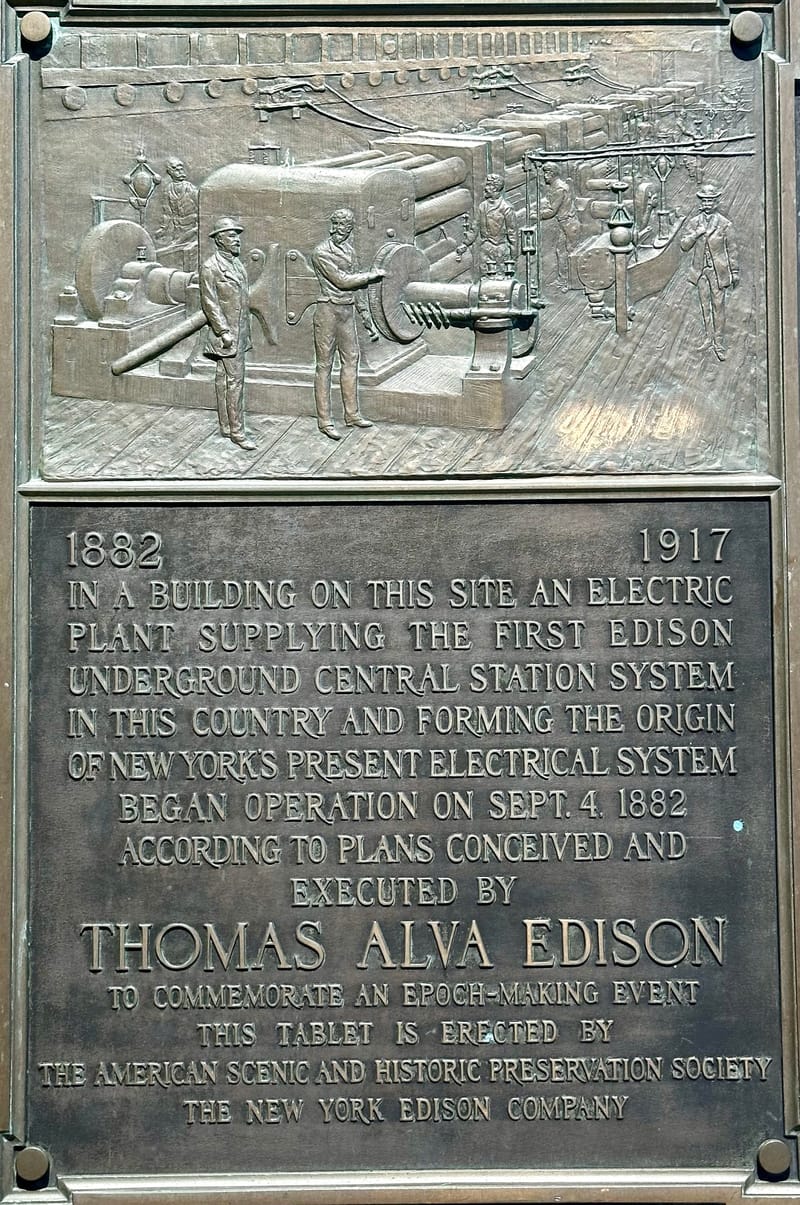 1882 1917
IN A BUILDING ON THIS SITE AN ELECTRIC
PLANT SUPPLYING THE FIRST EDISON
UNDERGROUND CENTRAL STATION SYSTEM
IN THIS COUNTRY AND FORMING THE ORIGIN
OF NEW YORK'S PRESENT ELECTRICAL SYSTEM
BEGAN OPERATION ON SEPT. 4. 1882
ACCORDING TO PLANS CONCEIVED AND
EXECUTED BY
THOMAS ALVA EDISON
TO COMMEMORATE AN EPOCH-MAKING EVENT
THIS TABLET IS ERECTED BY
THE AMERICAN SCENIC AND HISTORIC PRESERVATION SOCIETY
THE NEW YORK EDISON COMPANY